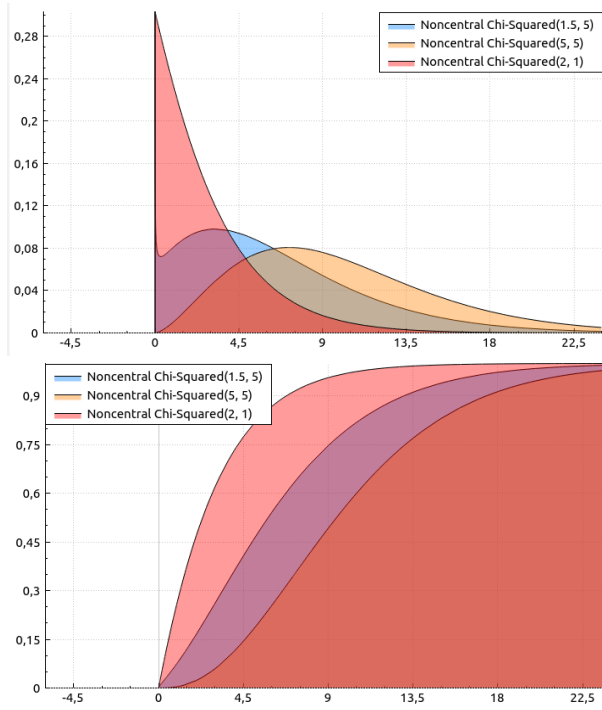 0,28
0,24
0,2
0,16
0,12
0,08
0,04
0
Noncentral Chi-Squared(1.5, 5)
Noncentral Chi-Squared(5, 5)
Noncentral Chi-Squared(2, 1)
-4,5 0 4,5 9 13,5 18 22,5
Noncentral Chi-Squared(1.5, 5)
Noncentral Chi-Squared(5, 5)
Noncentral Chi-Squared(2, 1)
0,9
0,75
0,6
0,45
0,3
0,15
0
-4,5 0 4,5 9 13,5 18 22,5